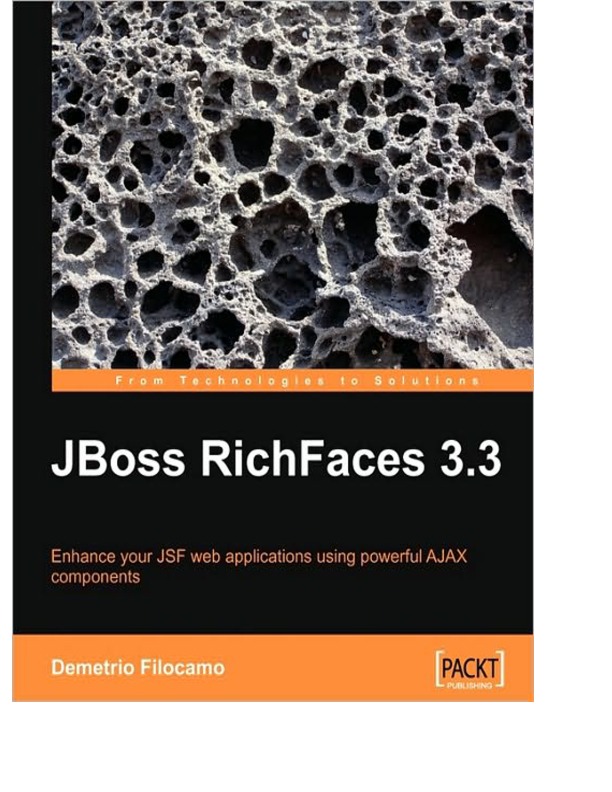 From Technologies to Solutions
JBoss RichFaces 3.3
Enhance your JSF web applications using powerful AJAX
components
Demetrio Filocamo
[PACKT]
PUBLISHING